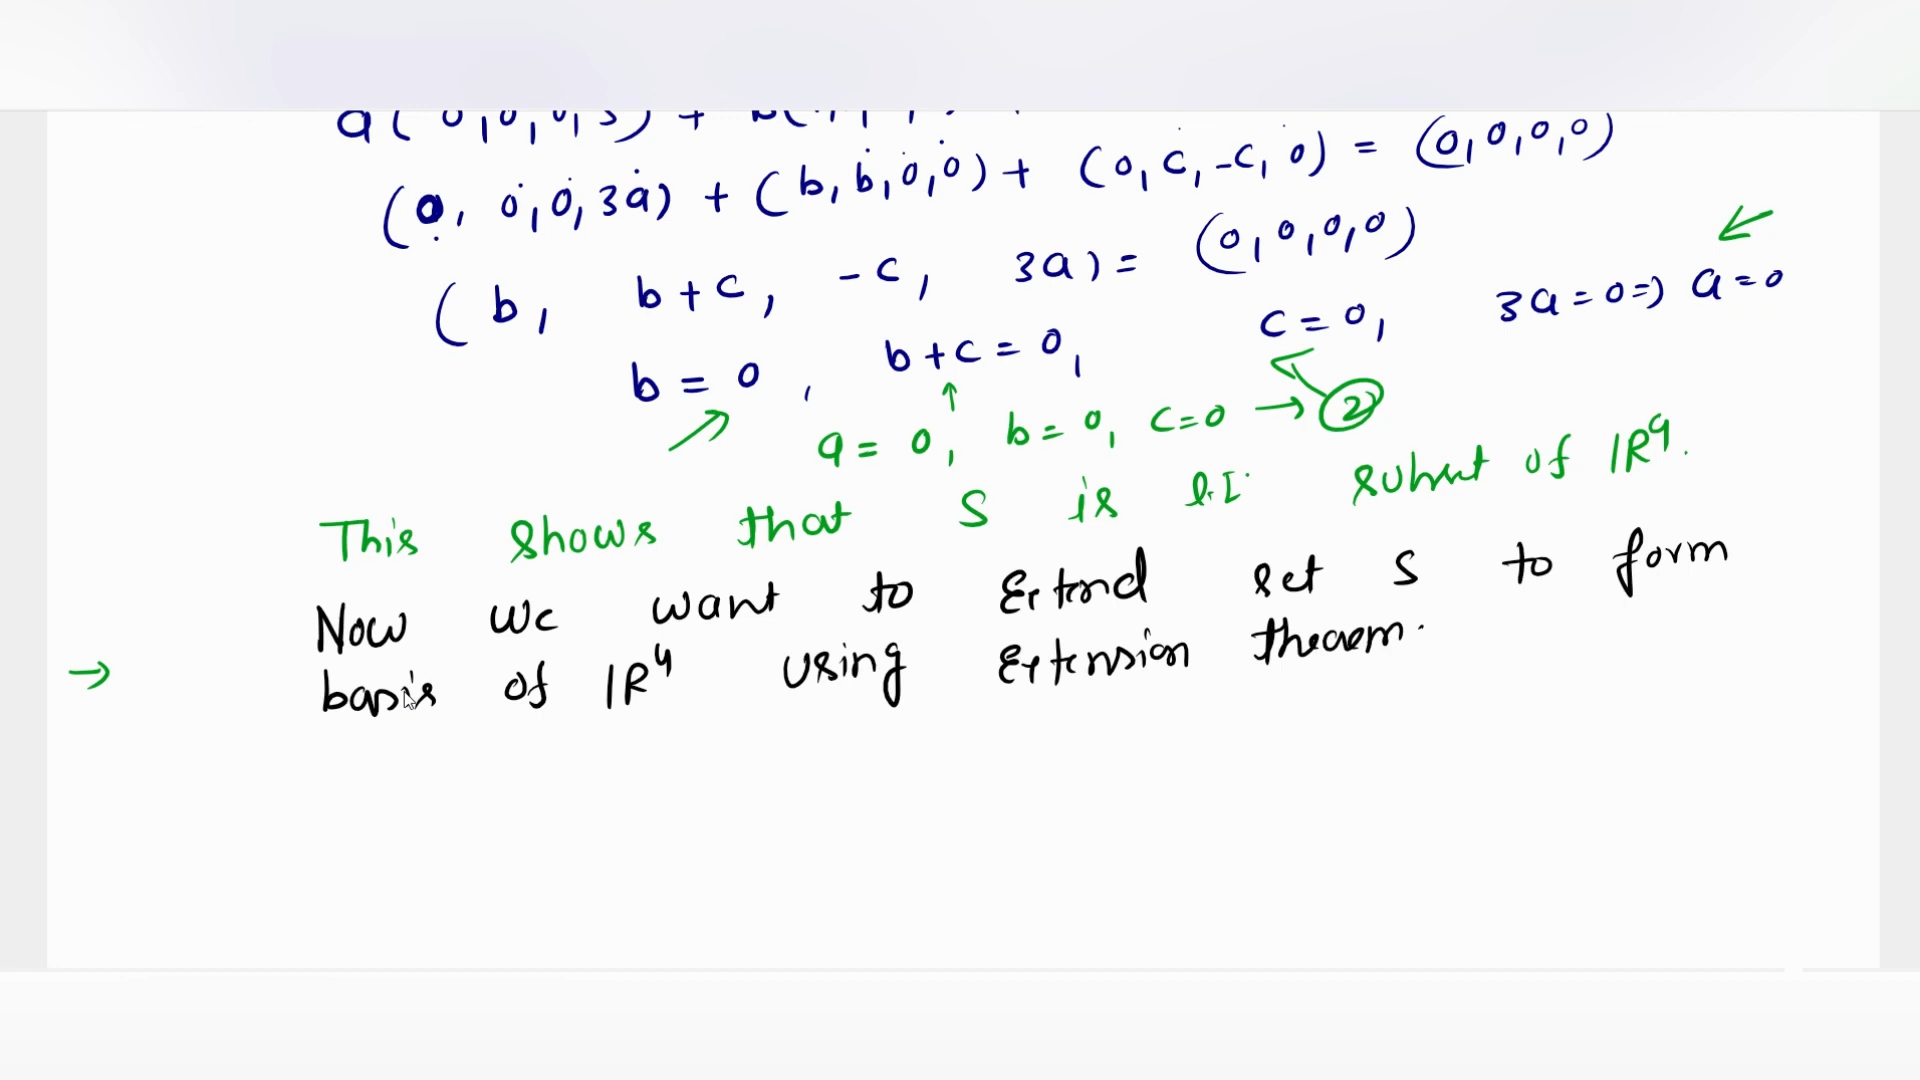 (0, 0, 0, 3a) + (b, b, 0, 0) + (0, c, -c, 0) = (0, 0, 0, 0)
(b, b+c, -c, 3a) = (0, 0, 0, 0)
b = 0, b+c = 0, c = 0, 3a = 0 => a = 0
a = 0, b = 0, c = 0 → 2
This shows that S is L.I. subset of IR⁴.
Now we want to Extend set S to form
→ basis of IR⁴ using Extension theorem.